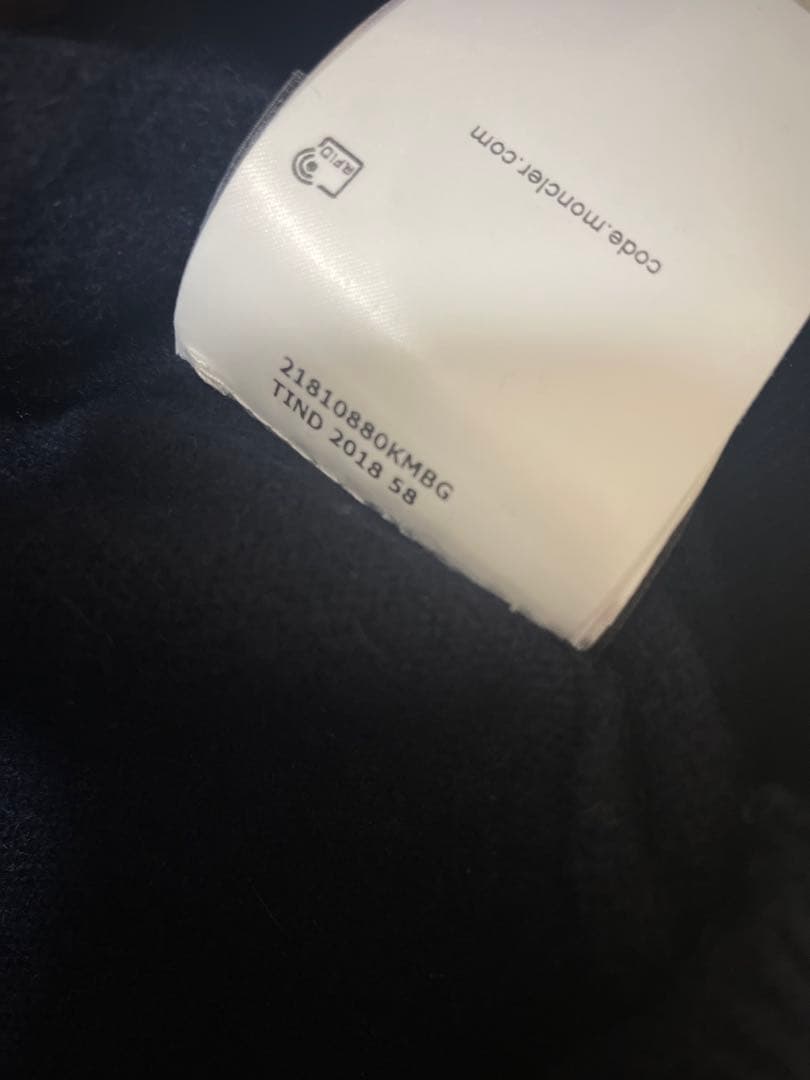 code.moncler.com
RFID
21810880KMBG
TIND 2018 58